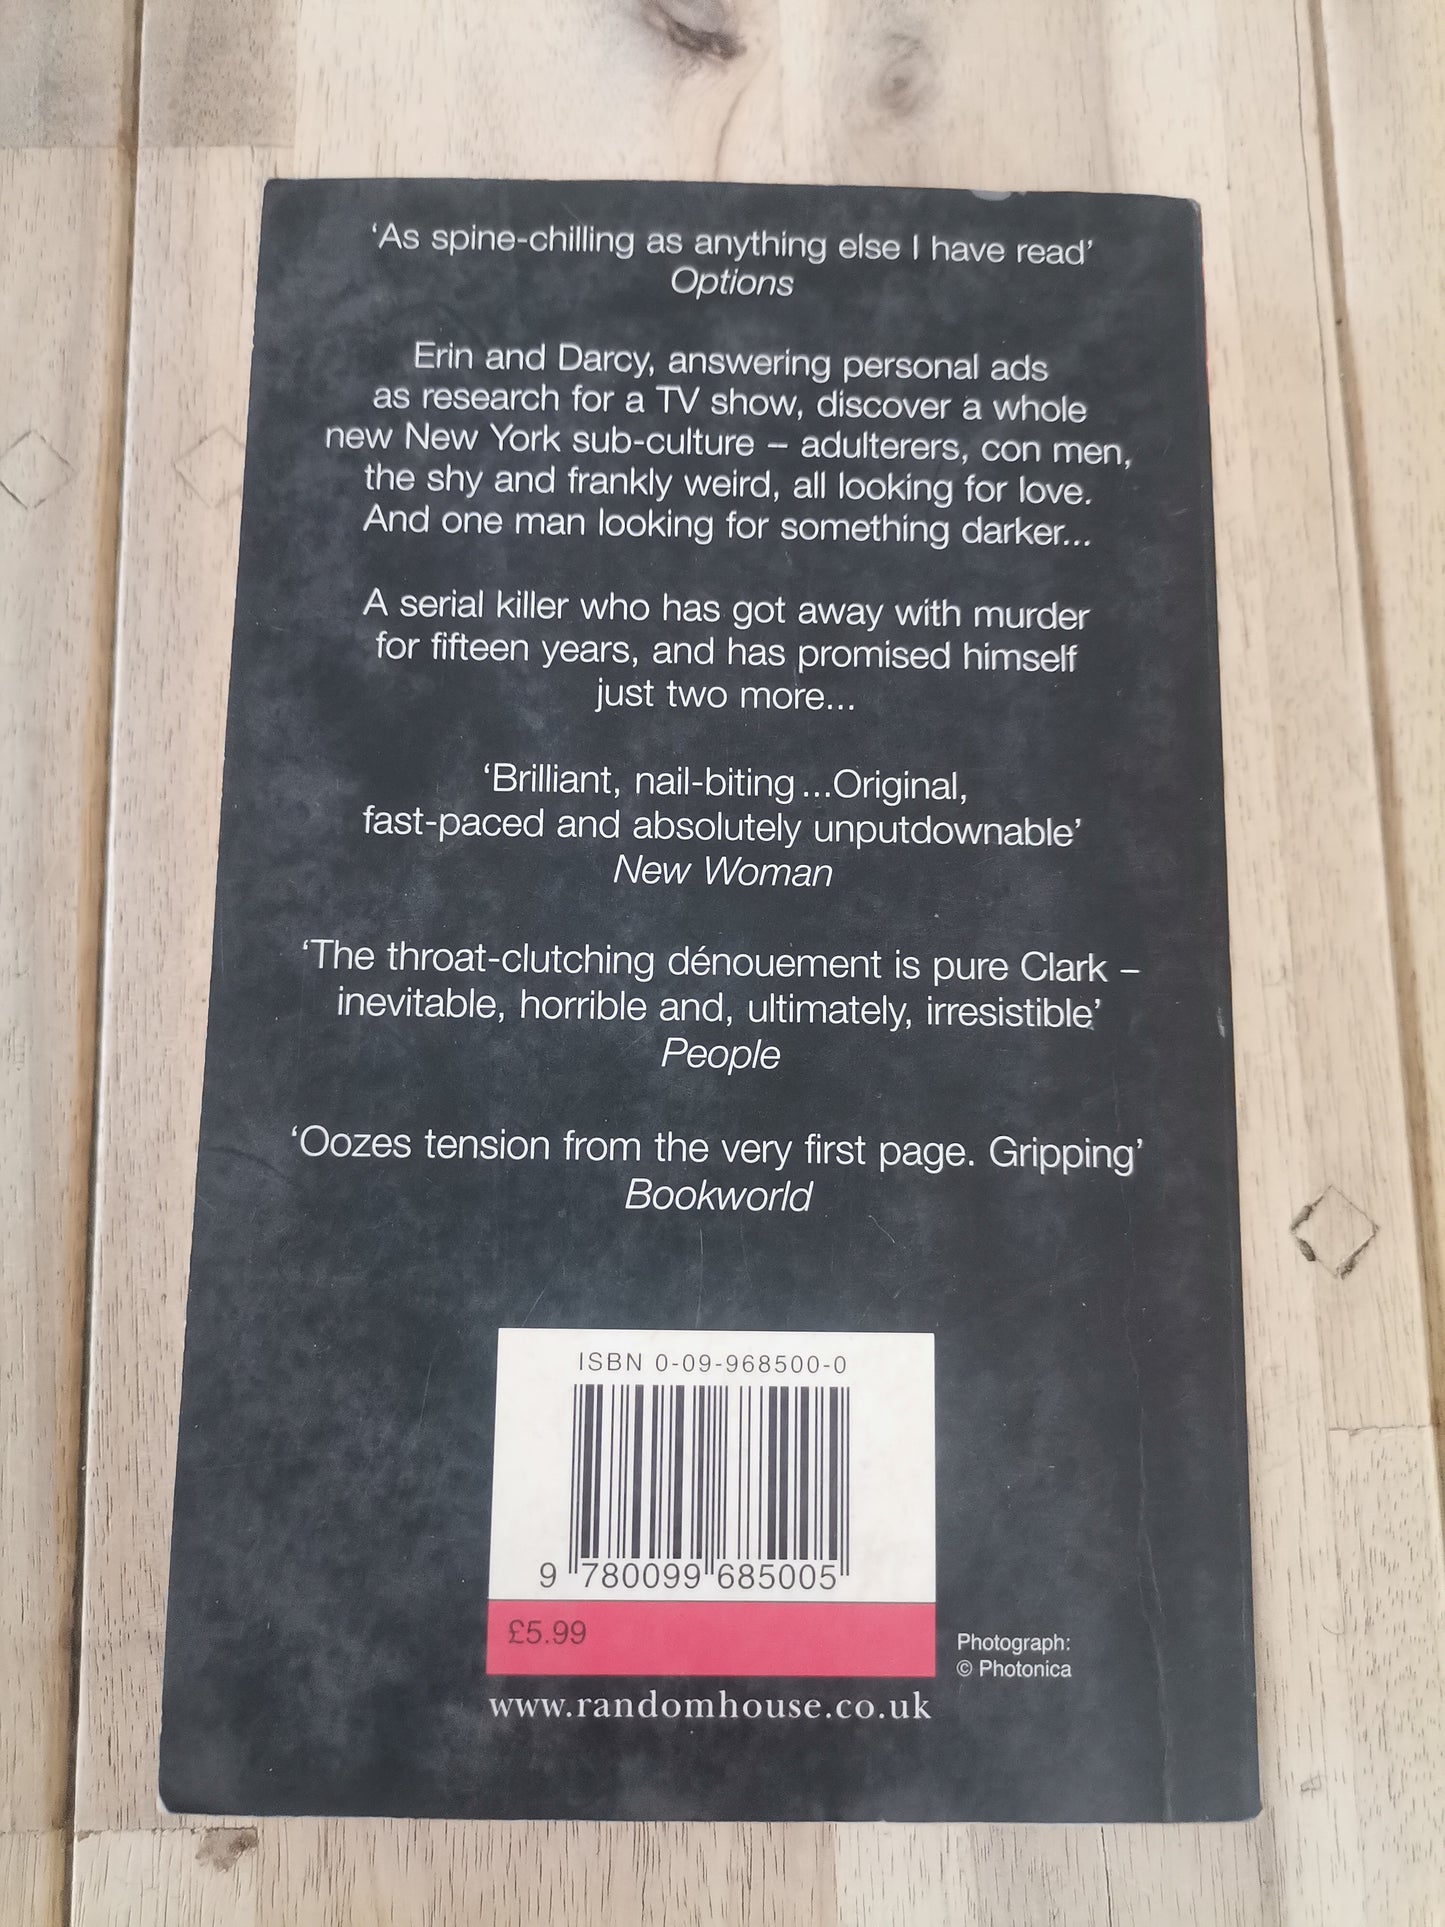 ‘As spine-chilling as anything else I have read’
Options
Erin and Darcy, answering personal ads
as research for a TV show, discover a whole
new New York sub-culture – adulterers, con men,
the shy and frankly weird, all looking for love.
And one man looking for something darker...
A serial killer who has got away with murder
for fifteen years, and has promised himself
just two more...
‘Brilliant, nail-biting ...Original,
fast-paced and absolutely unputdownable’
New Woman
‘The throat-clutching dénouement is pure Clark –
inevitable, horrible and, ultimately, irresistible’
People
‘Oozes tension from the very first page. Gripping’
Bookworld
ISBN 0-09-968500-0
9 780099 685005
£5.99
Photograph:
© Photonica
www.randomhouse.co.uk